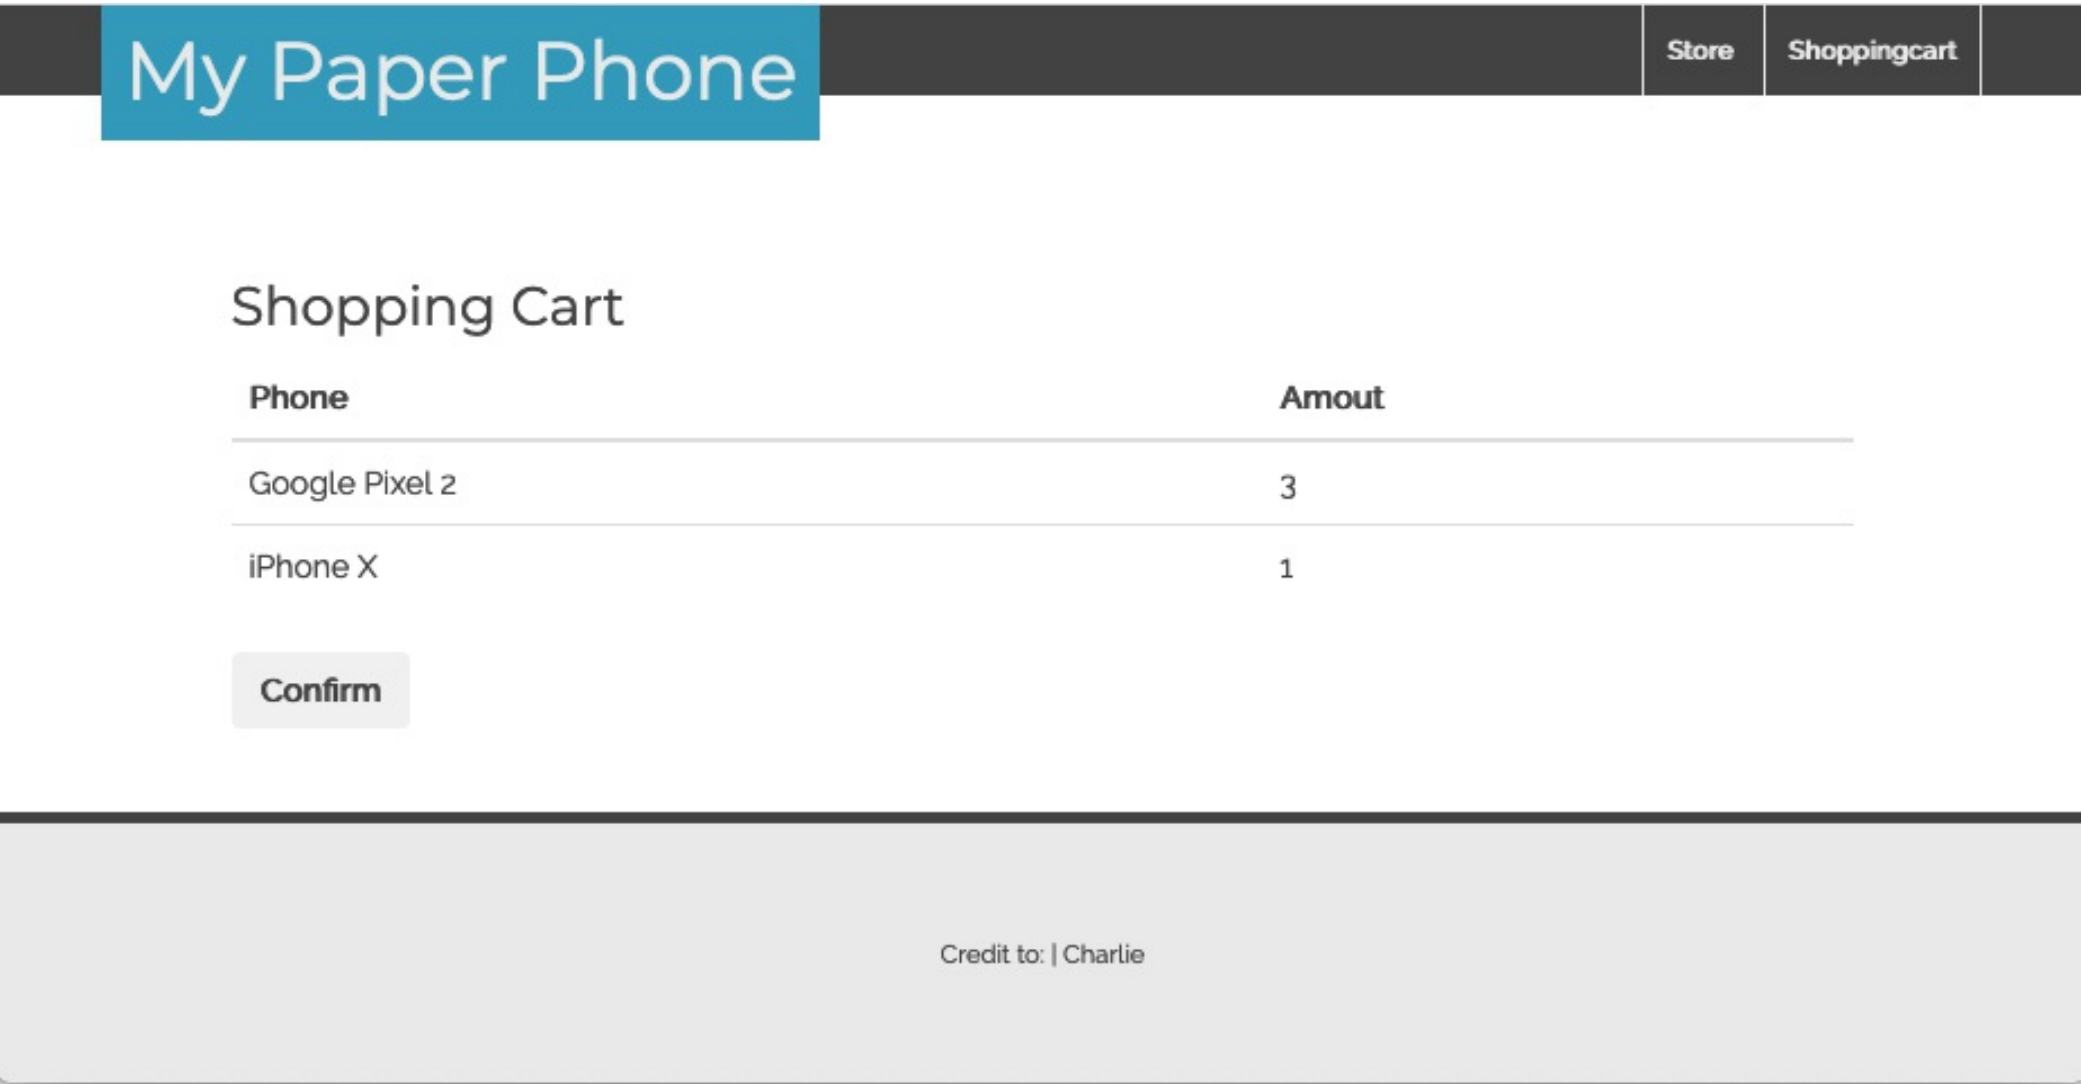 My Paper Phone
Store Shoppingcart
Shopping Cart
Phone Amout
Google Pixel 2 3
iPhone X 1
Confirm
Credit to: | Charlie